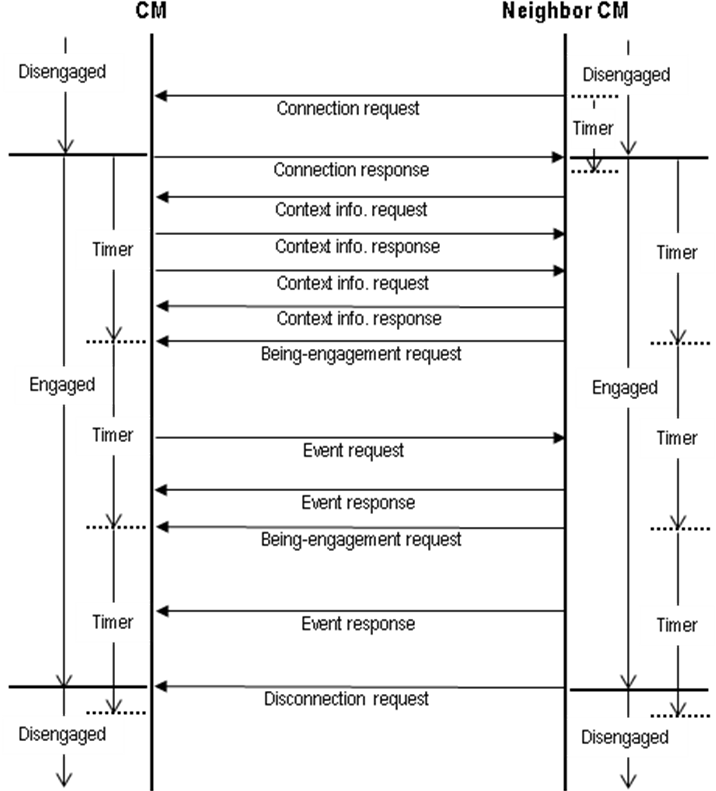 CM
Neighbor CM
Disengaged
Disengaged
Connection request
Timer
Connection response
Context info. request
Timer
Context info. response
Timer
Context info. request
Context info. response
Being-engagement request
Engaged
Engaged
Timer
Timer
Event request
Event response
Being-engagement request
Timer
Event response
Timer
Disconnection request
Disengaged
Disengaged